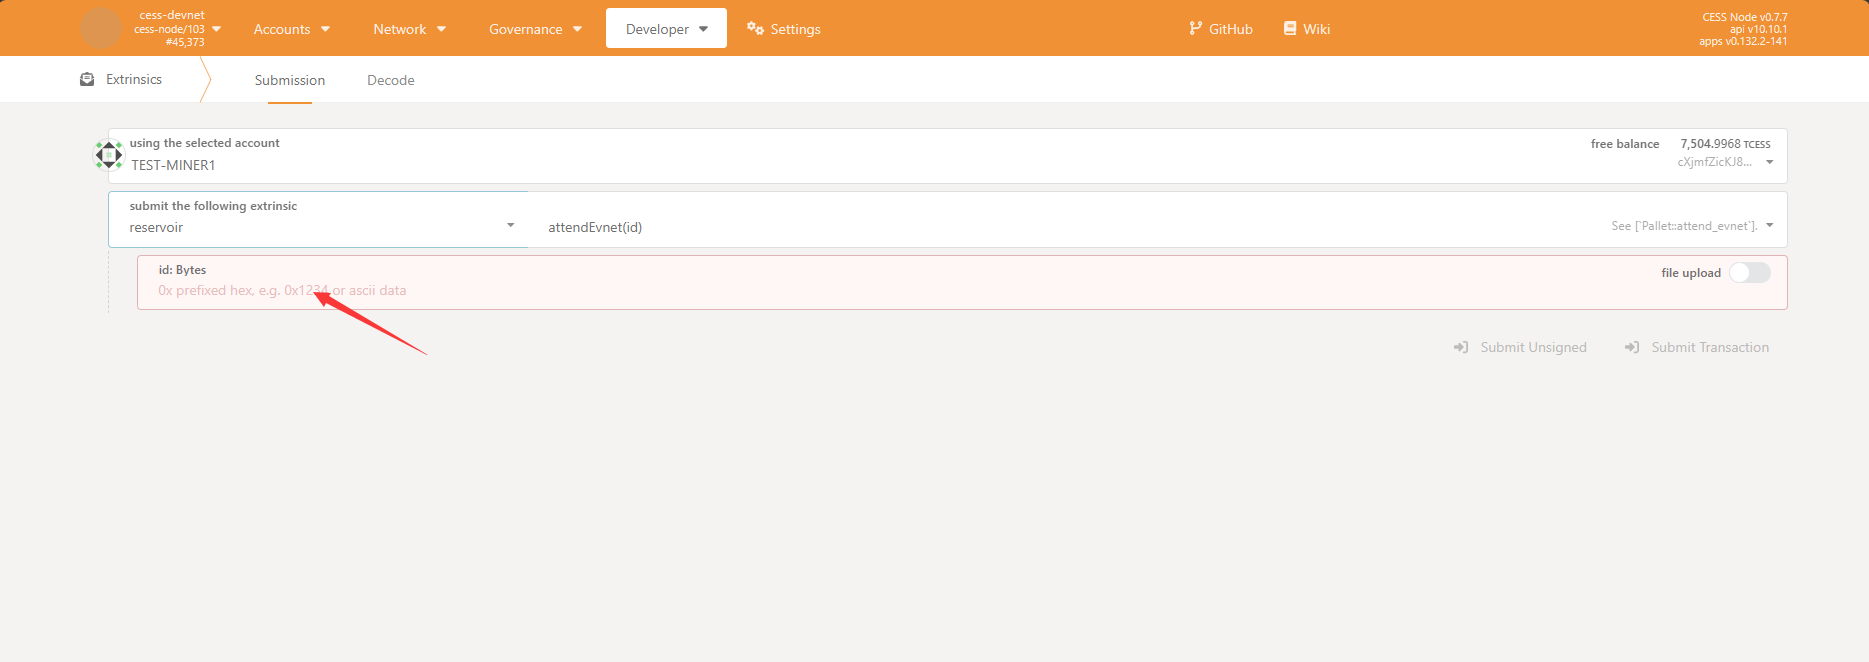 cess-devnet
cess-node/103
#45,373
Accounts
Network
Governance
Developer
Settings
GitHub
Wiki
CESS Node v0.7.7
api v10.10.1
apps v0.132.2-141
Extrinsics
Submission
Decode
using the selected account
TEST-MINER1
free balance 7,504.9968 TCESS
cXjmfZicKJ8...
submit the following extrinsic
reservoir
attendEvnet(id)
See [`Pallet::attend_evnet`].
id: Bytes
0x prefixed hex, e.g. 0x1234 or ascii data
file upload
Submit Unsigned
Submit Transaction